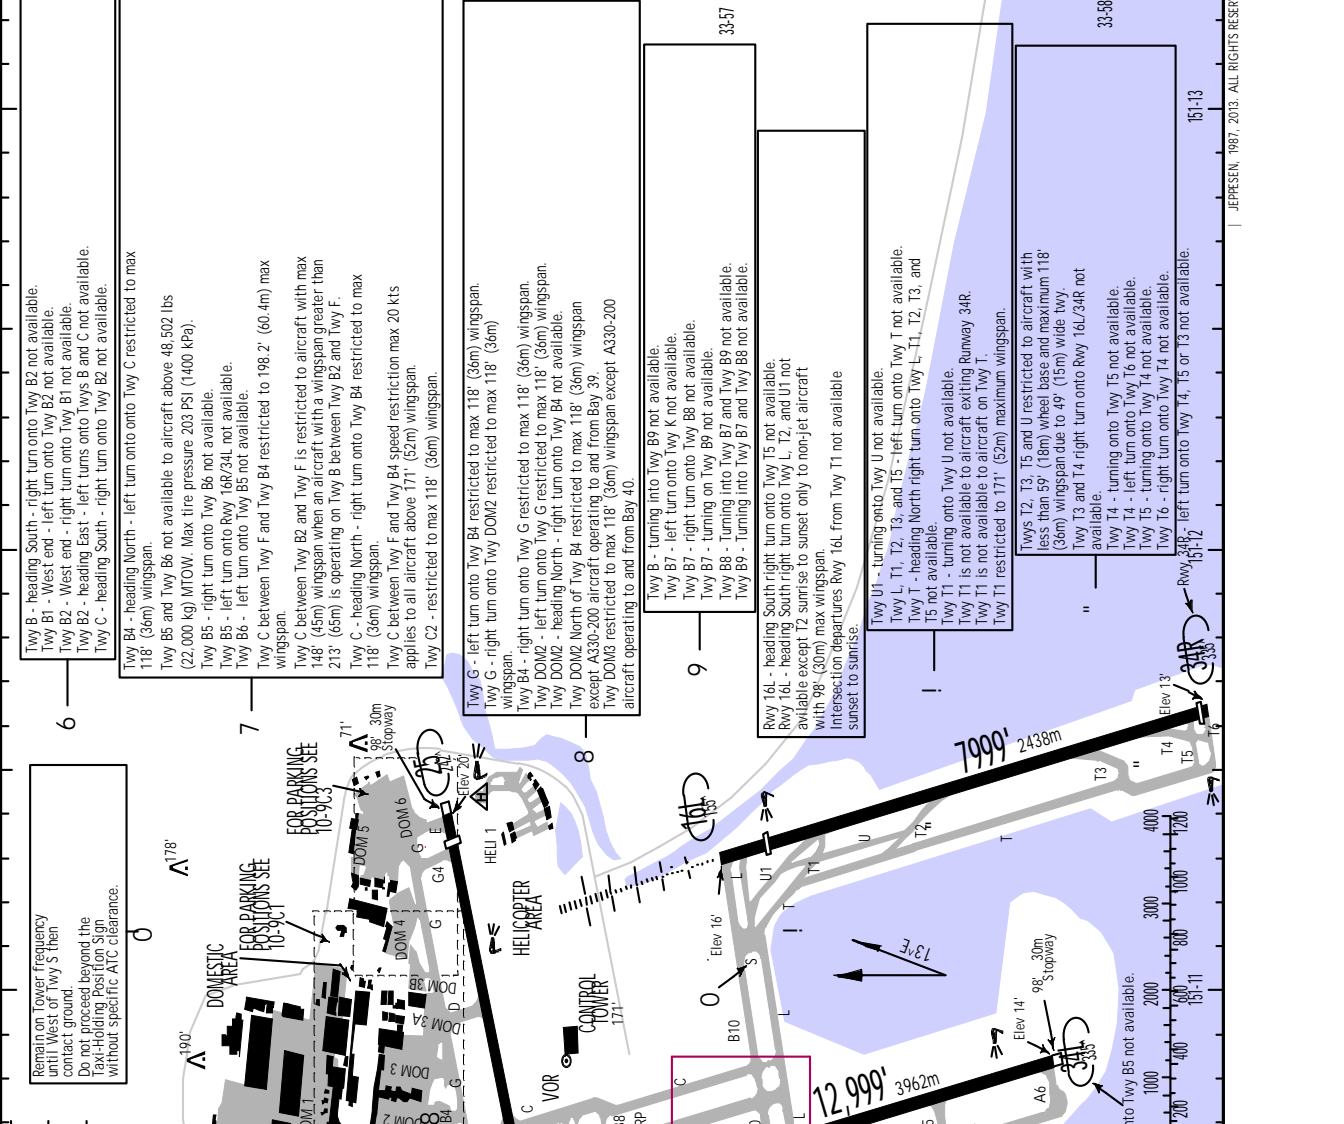 Twy B - heading South - right turn onto Twy B2 not available.
Twy B1 - West end - left turn onto Twy B2 not available.
Twy B2 - West end - right turn onto Twy B1 not available.
Twy B2 - heading East - left turns onto Twys B and C not available.
Twy C - heading South - right turn onto Twy B2 not available.
6
Twy B4 - heading North - left turn onto onto Twy C restricted to max
118' (36m) wingspan.
Twy B5 and Twy B6 not available to aircraft above 48,502 lbs
(22,000 kg) MTOW. Max tire pressure 203 PSI (1400 kPa).
Twy B5 - right turn onto Twy B6 not available.
Twy B5 - left turn onto Rwy 16R/34L not available.
Twy B6 - left turn onto Twy B5 not available.
Twy C between Twy F and Twy B4 restricted to 198.2' (60.4m) max
wingspan.
Twy C between Twy B2 and Twy F is restricted to aircraft with max
148' (45m) wingspan when an aircraft with a wingspan greater than
213' (65m) is operating on Twy B between Twy B2 and Twy F.
Twy C - heading North - right turn onto Twy B4 restricted to max
118' (36m) wingspan.
Twy C between Twy F and Twy B4 speed restriction max 20 kts
applies to all aircraft above 171' (52m) wingspan.
Twy C2 - restricted to max 118' (36m) wingspan.
7
Twy G - left turn onto Twy B4 restricted to max 118' (36m) wingspan.
Twy G - right turn onto Twy DOM2 restricted to max 118' (36m)
wingspan.
Twy B4 - right turn onto Twy G restricted to max 118' (36m) wingspan.
Twy DOM2 - left turn onto Twy G restricted to max 118' (36m) wingspan.
Twy DOM2 - heading North - right turn onto Twy B4 not available.
Twy DOM2 North of Twy B4 restricted to max 118' (36m) wingspan
except A330-200 aircraft operating to and from Bay 39.
Twy DOM3 restricted to max 118' (36m) wingspan except A330-200
aircraft operating to and from Bay 40.
8
33-57
Twy B - turning into Twy B9 not available.
Twy B7 - left turn onto Twy K not available.
Twy B7 - right turn onto Twy B8 not available.
Twy B7 - turning on Twy B9 not available.
Twy B8 - Turning into Twy B7 and Twy B9 not available.
Twy B9 - Turning into Twy B7 and Twy B8 not available.
9
Rwy 16L - heading South right turn onto Twy T5 not available.
Rwy 16L - heading South right turn onto Twy L, T2, and U1 not
avilable except T2 sunrise to sunset only to non-jet aircraft
with 98' (30m) max wingspan.
Intersection departures Rwy 16L from Twy T1 not available
sunset to sunrise.
Twy U1 - turning onto Twy U not available.
Twy L, T1, T2, T3, and T5 - left turn onto Twy T not available.
Twy T - heading North right turn onto Twy L, T1, T2, T3, and
T5 not available.
Twy T1 - turning onto Twy U not available.
Twy T1 is not available to aircraft exiting Runway 34R.
Twy T1 is not available to aircraft on Twy T.
Twy T1 restricted to 171' (52m) maximum wingspan.
!
33-58
Twys T2, T3, T5 and U restricted to aircraft with
less than 59' (18m) wheel base and maximum 118'
(36m) wingspan due to 49' (15m) wide twy.
Twy T3 and T4 right turn onto Rwy 16L/34R not
available.
Twy T4 - turning onto Twy T5 not available.
Twy T4 - left turn onto Twy T6 not available.
Twy T5 - turning onto Twy T4 not available.
Twy T6 - right turn onto Twy T4 not available.
Rwy 34R - left turn onto Twy T4, T5 or T3 not available.
"
151-13
151-12
151-11
| JEPPESEN, 1987, 2013. ALL RIGHTS RESER
Remain on Tower frequency
until West of Twy S then
contact ground.
Do not proceed beyond the
Taxi-Holding Position Sign
without specific ATC clearance.
O
178'
190'
71'
98' 30m
Stopway
FOR PARKING
POSITIONS SEE
10-9C3
FOR PARKING
POSITIONS SEE
10-9C1
DOMESTIC
AREA
DOM 6
DOM 5
DOM 4
DOM 3B
DOM 3A
DOM 3
DOM 2
25
Elev 20'
H
HELI 1
HELICOPTER
AREA
E
G
G4
G
D
G
B4
8
CONTROL
TOWER
171'
VOR
C
C
L
16L
155°
7999' 2438m
Elev 13'
34R
335°
Elev 16'
L
U1
T1
U
T2
"
T
T3
"
T4
T5
T6
T
!
S
O
L
B10
13°E
12,999' 3962m
A6
Elev 14'
98' 30m
Stopway
34L
335°
nto Twy B5 not available.
4000
3000
2000
1000
1200
1000
800
600
400
200